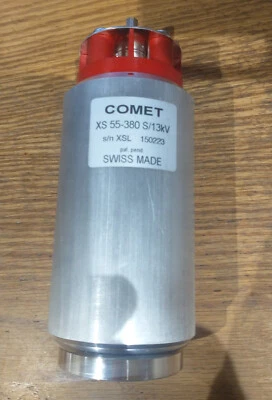 COMET
XS 55-380 S/13kV
s/n XSL 150223
pat. pend.
SWISS MADE